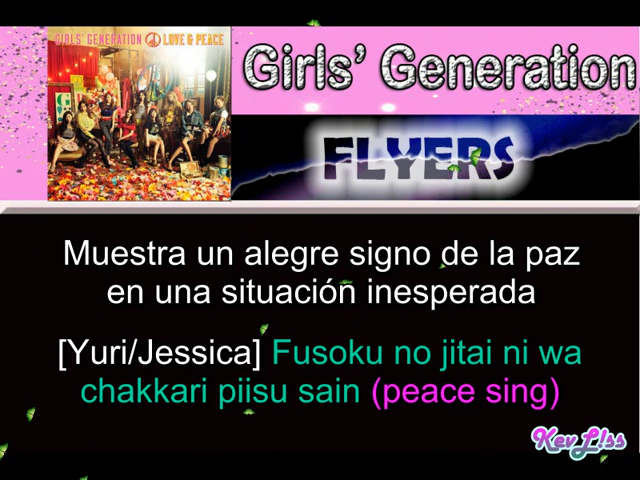 GIRLS' GENERATION LOVE & PEACE
Girls' Generation
FLYERS
Muestra un alegre signo de la paz
en una situación inesperada
[Yuri/Jessica] Fusoku no jitai ni wa
chakkari piisu sain (peace sing)
KevL!ss